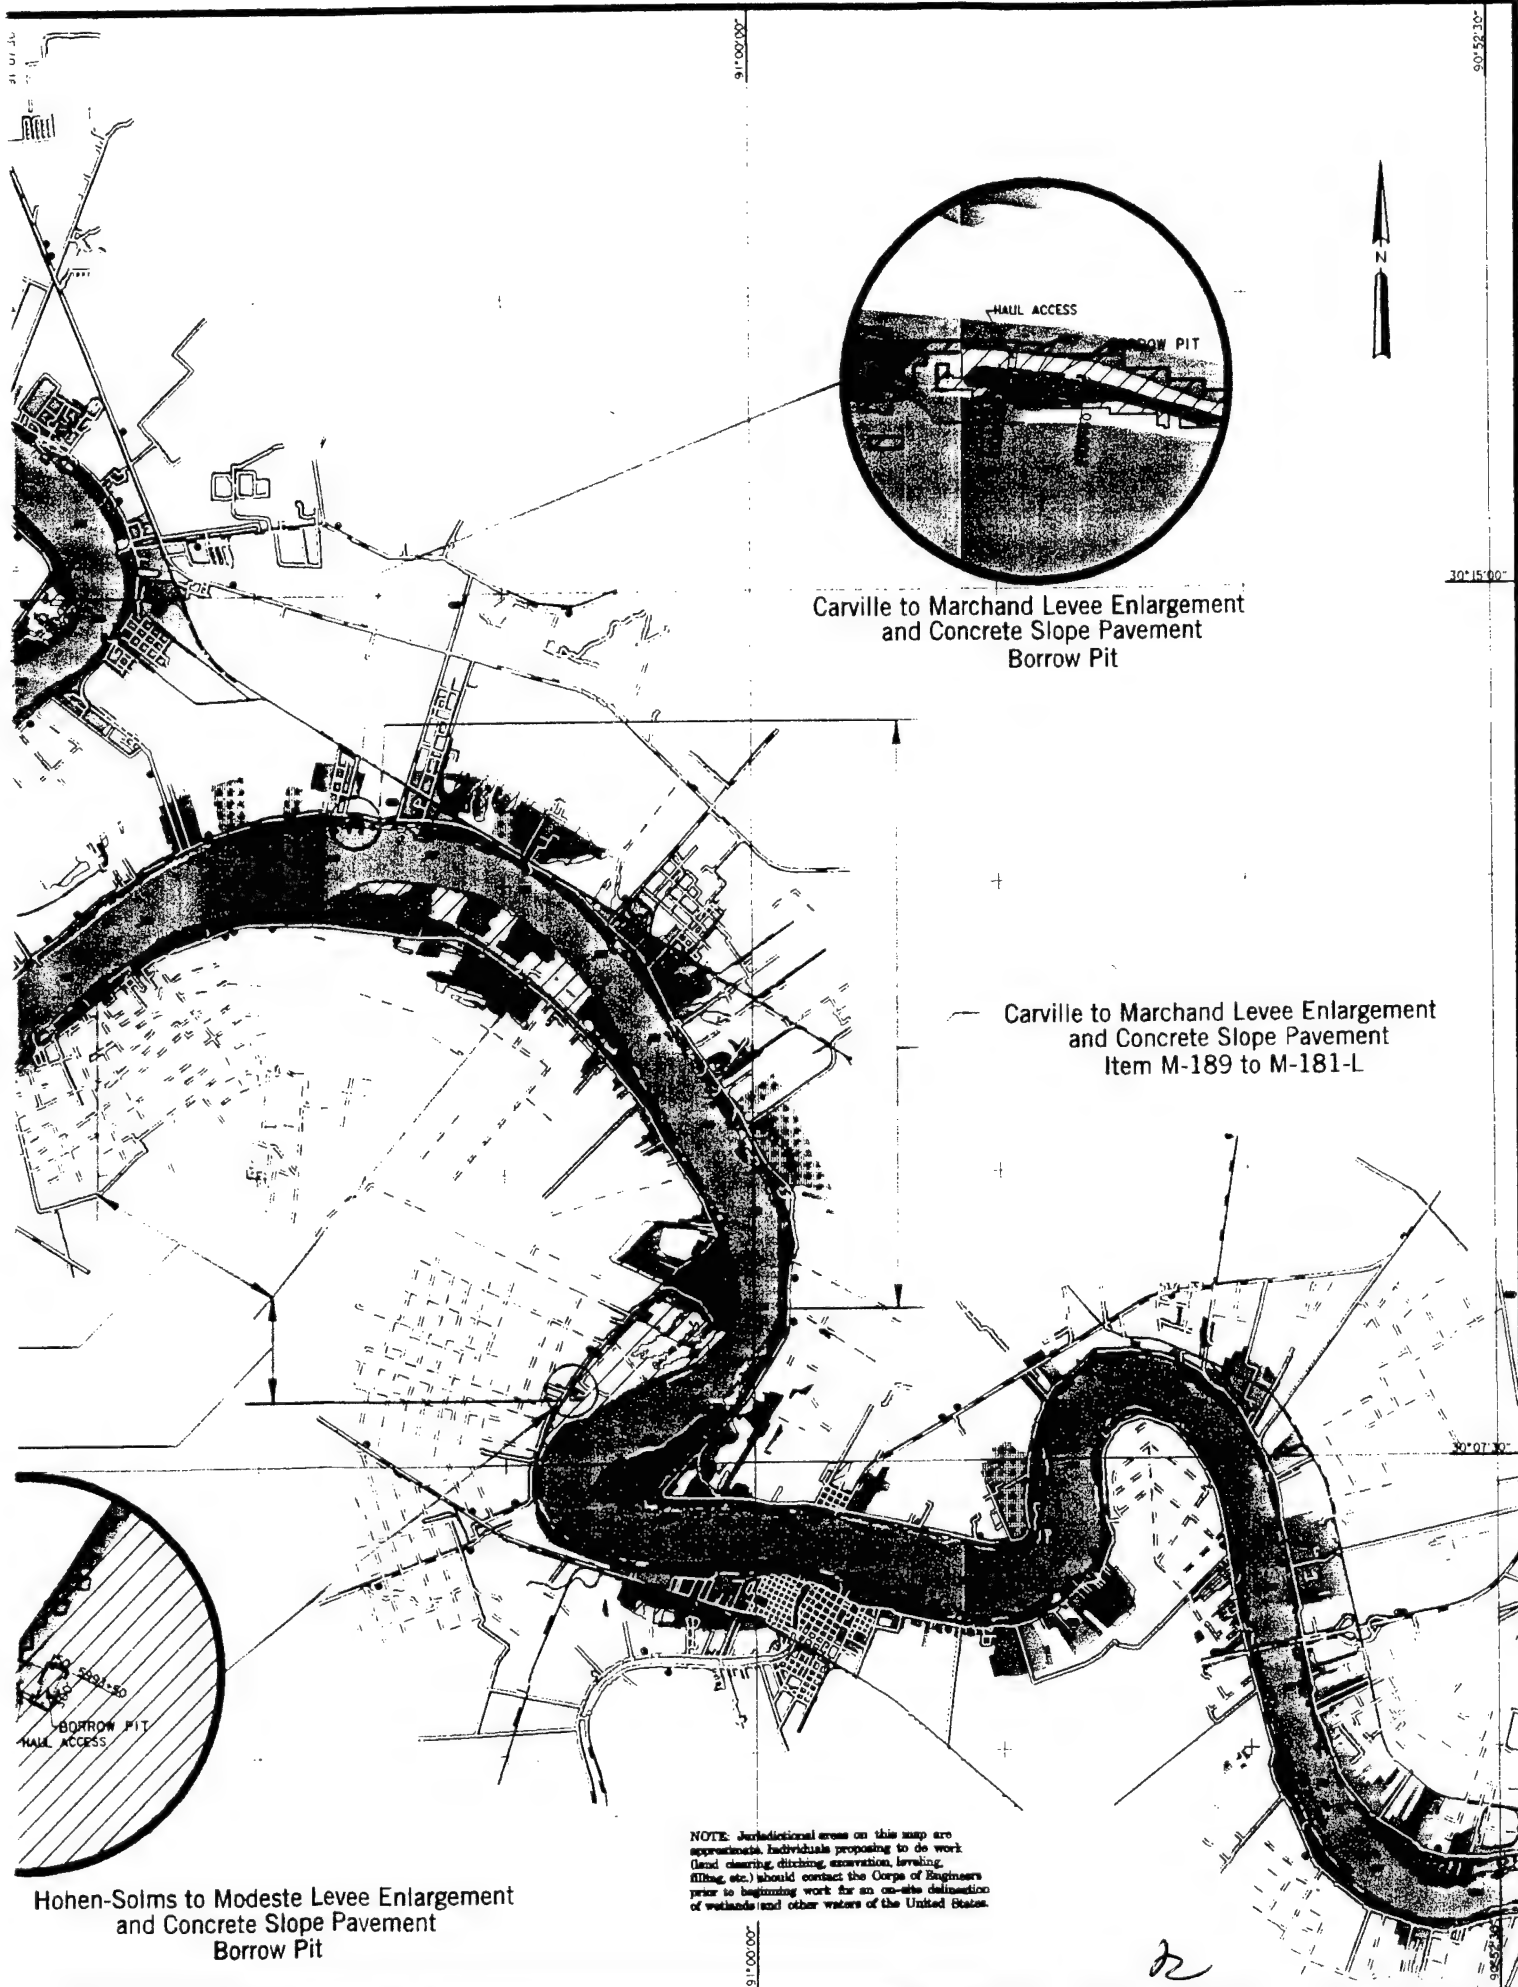 91°00'00"
90°52'30"
N
HAUL ACCESS
BORROW PIT
30°15'00"
Carville to Marchand Levee Enlargement
and Concrete Slope Pavement
Borrow Pit
Carville to Marchand Levee Enlargement
and Concrete Slope Pavement
Item M-189 to M-181-L
30°07'30"
BORROW PIT
HAUL ACCESS
Hohen-Solms to Modeste Levee Enlargement
and Concrete Slope Pavement
Borrow Pit
NOTE: Jurisdictional areas on this map are
approximate. Individuals proposing to do work
(land clearing, ditching, excavation, leveling,
filling, etc.) should contact the Corps of Engineers
prior to beginning work for an on-site delineation
of wetlands and other waters of the United States.
91°00'00"
90°52'30"